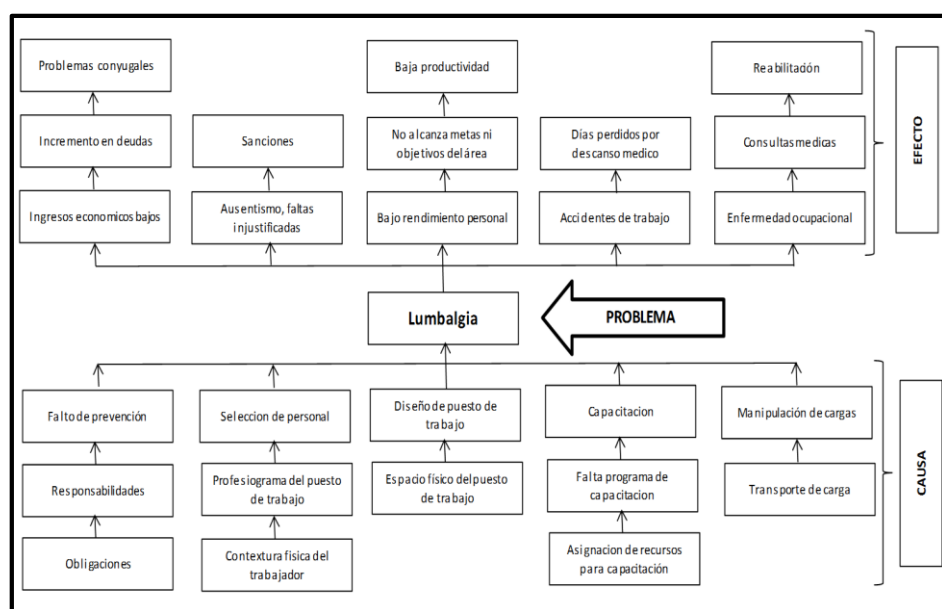 Problemas conyugales
Baja productividad
Reabilitación
Incremento en deudas
Sanciones
No alcanza metas ni
objetivos del área
Días perdidos por
descanso medico
Consultas medicas
EFECTO
Ingresos economicos bajos
Ausentismo, faltas
injustificadas
Bajo rendimiento personal
Accidentes de trabajo
Enfermedad ocupacional
Lumbalgia
PROBLEMA
Falto de prevención
Seleccion de personal
Diseño de puesto de
trabajo
Capacitacion
Manipulación de cargas
Responsabilidades
Profesiograma del puesto
de trabajo
Espacio físico del puesto de
trabajo
Falta programa de
capacitacion
Transporte de carga
CAUSA
Obligaciones
Contextura física del
trabajador
Asignacion de recursos
para capacitación